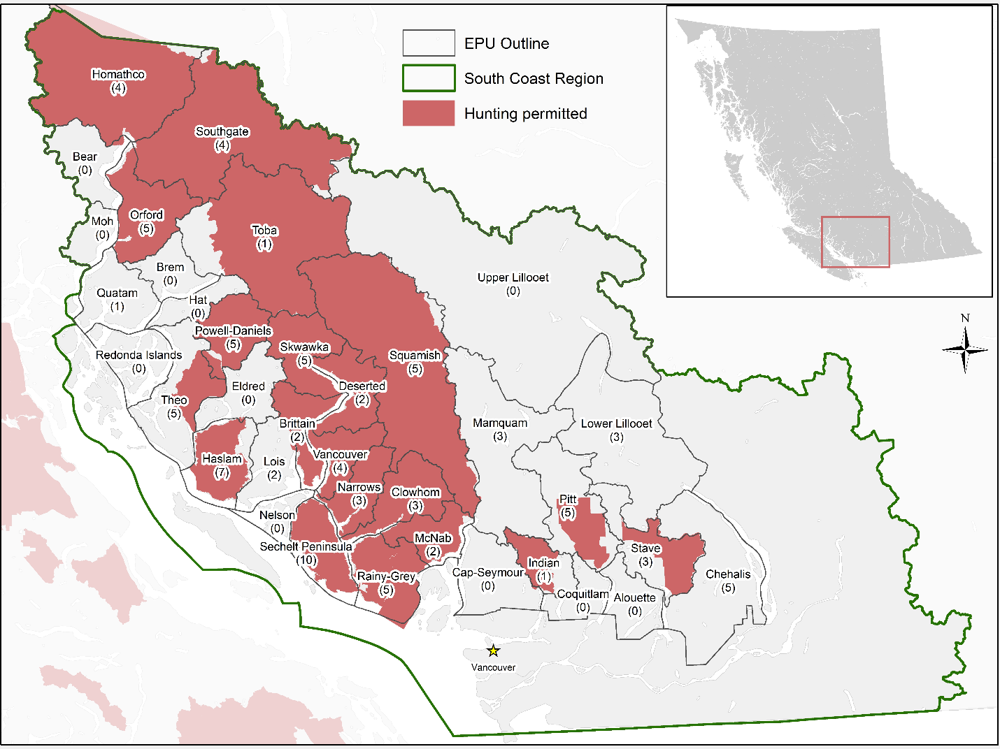 EPU Outline
South Coast Region
Hunting permitted
N
Homathco
(4)
Southgate
(4)
Bear
(0)
Orford
(5)
Moh
(0)
Toba
(1)
Brem
(0)
Upper Lillooet
(0)
Quatam
(1)
Hat
(0)
Powell-Daniels
(5)
Skwawka
(5)
Redonda Islands
(0)
Squamish
(5)
Eldred
(0)
Deserted
(2)
Theo
(5)
Brittain
(2)
Mamquam
(3)
Lower Lillooet
(3)
Haslam
(7)
Lois
(2)
Vancouver
(4)
Narrows
(3)
Clowhom
(3)
Pitt
(5)
Nelson
(0)
Sechelt Peninsula
(10)
McNab
(2)
Stave
(3)
Indian
(1)
Rainy-Grey
(5)
Cap-Seymour
(0)
Chehalis
(5)
Coquitlam
(0)
Alouette
(0)
Vancouver